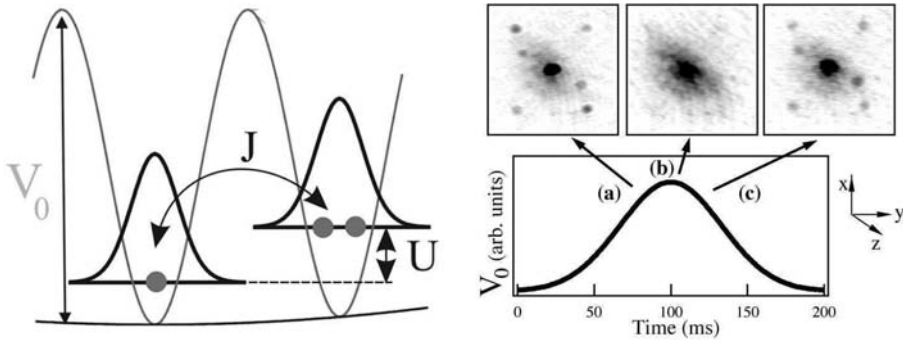 V₀
J
U
(a)
(b)
(c)
V₀ (arb. units)
0
50
100
150
200
Time (ms)
x
y
z